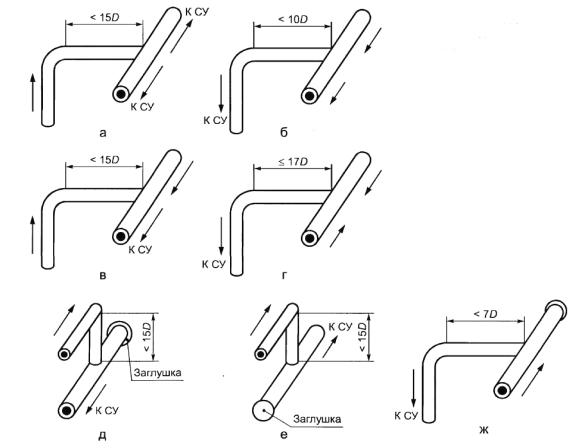 < 15D
К СУ
К СУ
а
< 10D
К СУ
б
< 15D
К СУ
в
≤ 17D
К СУ
г
< 15D
Заглушка
К СУ
д
К СУ
< 15D
Заглушка
е
< 7D
К СУ
ж